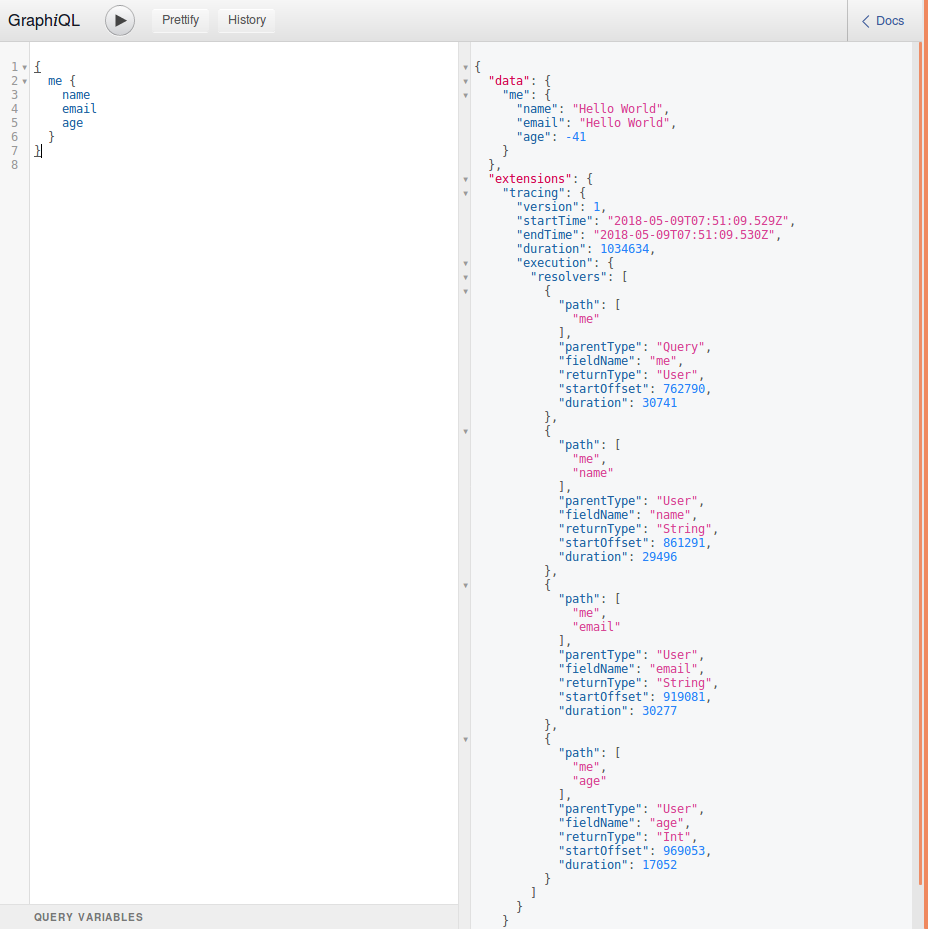 GraphiQL
Prettify
History
Docs
1 {
2   me {
3     name
4     email
5     age
6   }
7 }
8
QUERY VARIABLES
{
  "data": {
    "me": {
      "name": "Hello World",
      "email": "Hello World",
      "age": -41
    }
  },
  "extensions": {
    "tracing": {
      "version": 1,
      "startTime": "2018-05-09T07:51:09.529Z",
      "endTime": "2018-05-09T07:51:09.530Z",
      "duration": 1034634,
      "execution": {
        "resolvers": [
          {
            "path": [
              "me"
            ],
            "parentType": "Query",
            "fieldName": "me",
            "returnType": "User",
            "startOffset": 762790,
            "duration": 30741
          },
          {
            "path": [
              "me",
              "name"
            ],
            "parentType": "User",
            "fieldName": "name",
            "returnType": "String",
            "startOffset": 861291,
            "duration": 29496
          },
          {
            "path": [
              "me",
              "email"
            ],
            "parentType": "User",
            "fieldName": "email",
            "returnType": "String",
            "startOffset": 919081,
            "duration": 30277
          },
          {
            "path": [
              "me",
              "age"
            ],
            "parentType": "User",
            "fieldName": "age",
            "returnType": "Int",
            "startOffset": 969053,
            "duration": 17052
          }
        ]
      }
    }